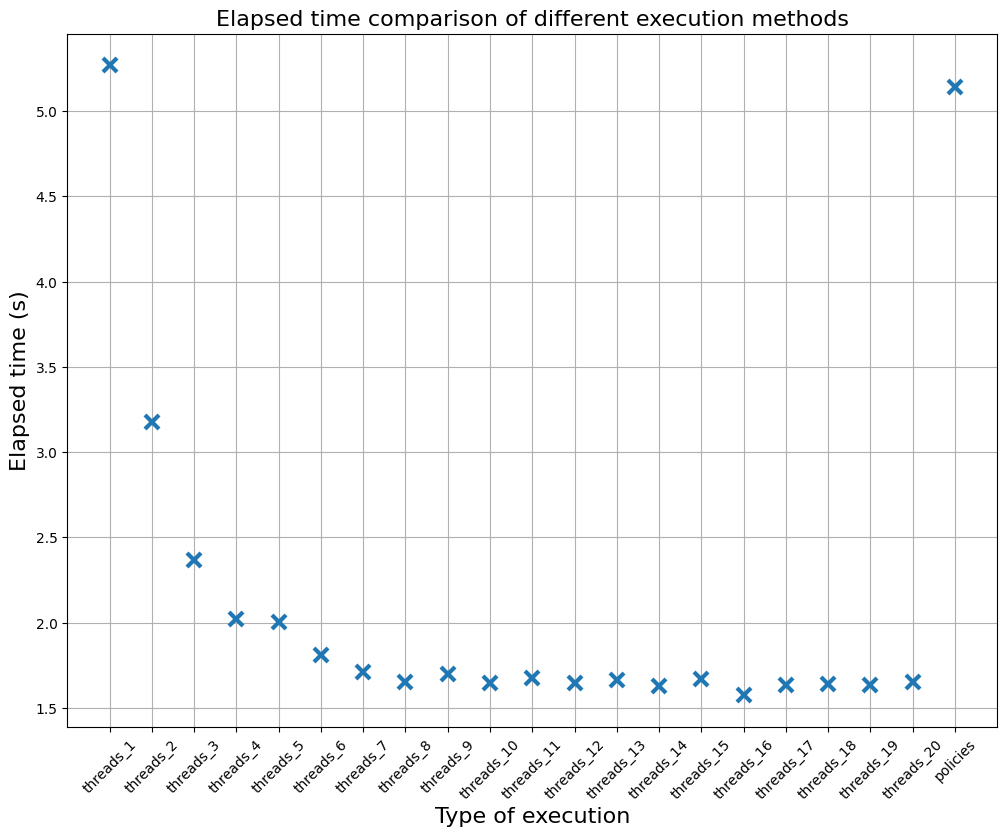 Elapsed time comparison of different execution methods
Elapsed time (s)
5.0
4.5
4.0
3.5
3.0
2.5
2.0
1.5
threads_1
threads_2
threads_3
threads_4
threads_5
threads_6
threads_7
threads_8
threads_9
threads_10
threads_11
threads_12
threads_13
threads_14
threads_15
threads_16
threads_17
threads_18
threads_19
threads_20
policies
Type of execution